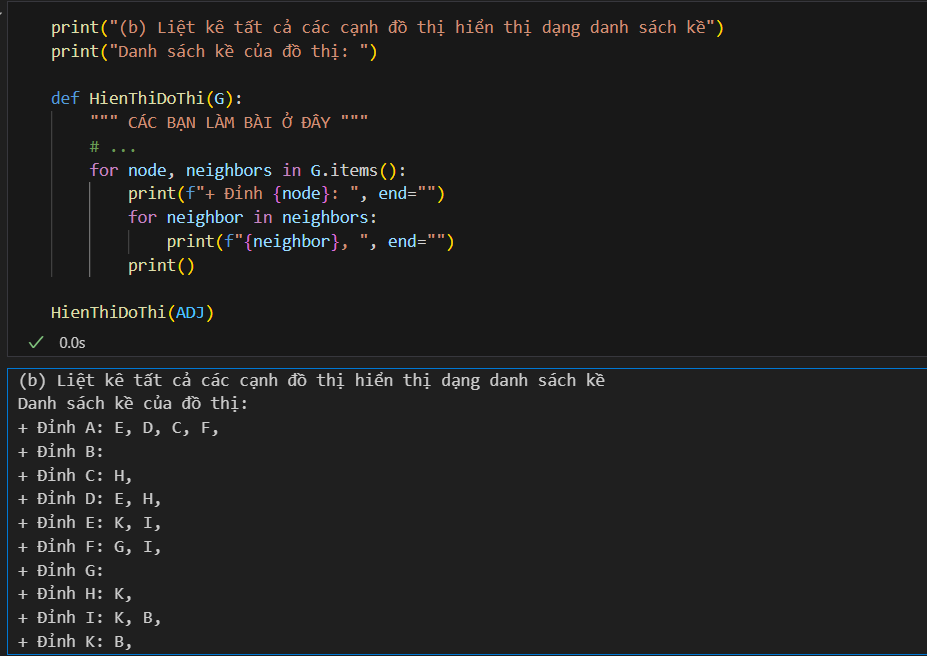 print("(b) Liệt kê tất cả các cạnh đồ thị hiển thị dạng danh sách kề")
print("Danh sách kề của đồ thị: ")
def HienThiDoThi(G):
""" CÁC BẠN LÀM BÀI Ở ĐÂY """
# ...
for node, neighbors in G.items():
print(f"+ Đỉnh {node}: ", end="")
for neighbor in neighbors:
print(f"{neighbor}, ", end="")
print()
HienThiDoThi(ADJ)
0.0s
(b) Liệt kê tất cả các cạnh đồ thị hiển thị dạng danh sách kề
Danh sách kề của đồ thị:
+ Đỉnh A: E, D, C, F,
+ Đỉnh B:
+ Đỉnh C: H,
+ Đỉnh D: E, H,
+ Đỉnh E: K, I,
+ Đỉnh F: G, I,
+ Đỉnh G:
+ Đỉnh H: K,
+ Đỉnh I: K, B,
+ Đỉnh K: B,